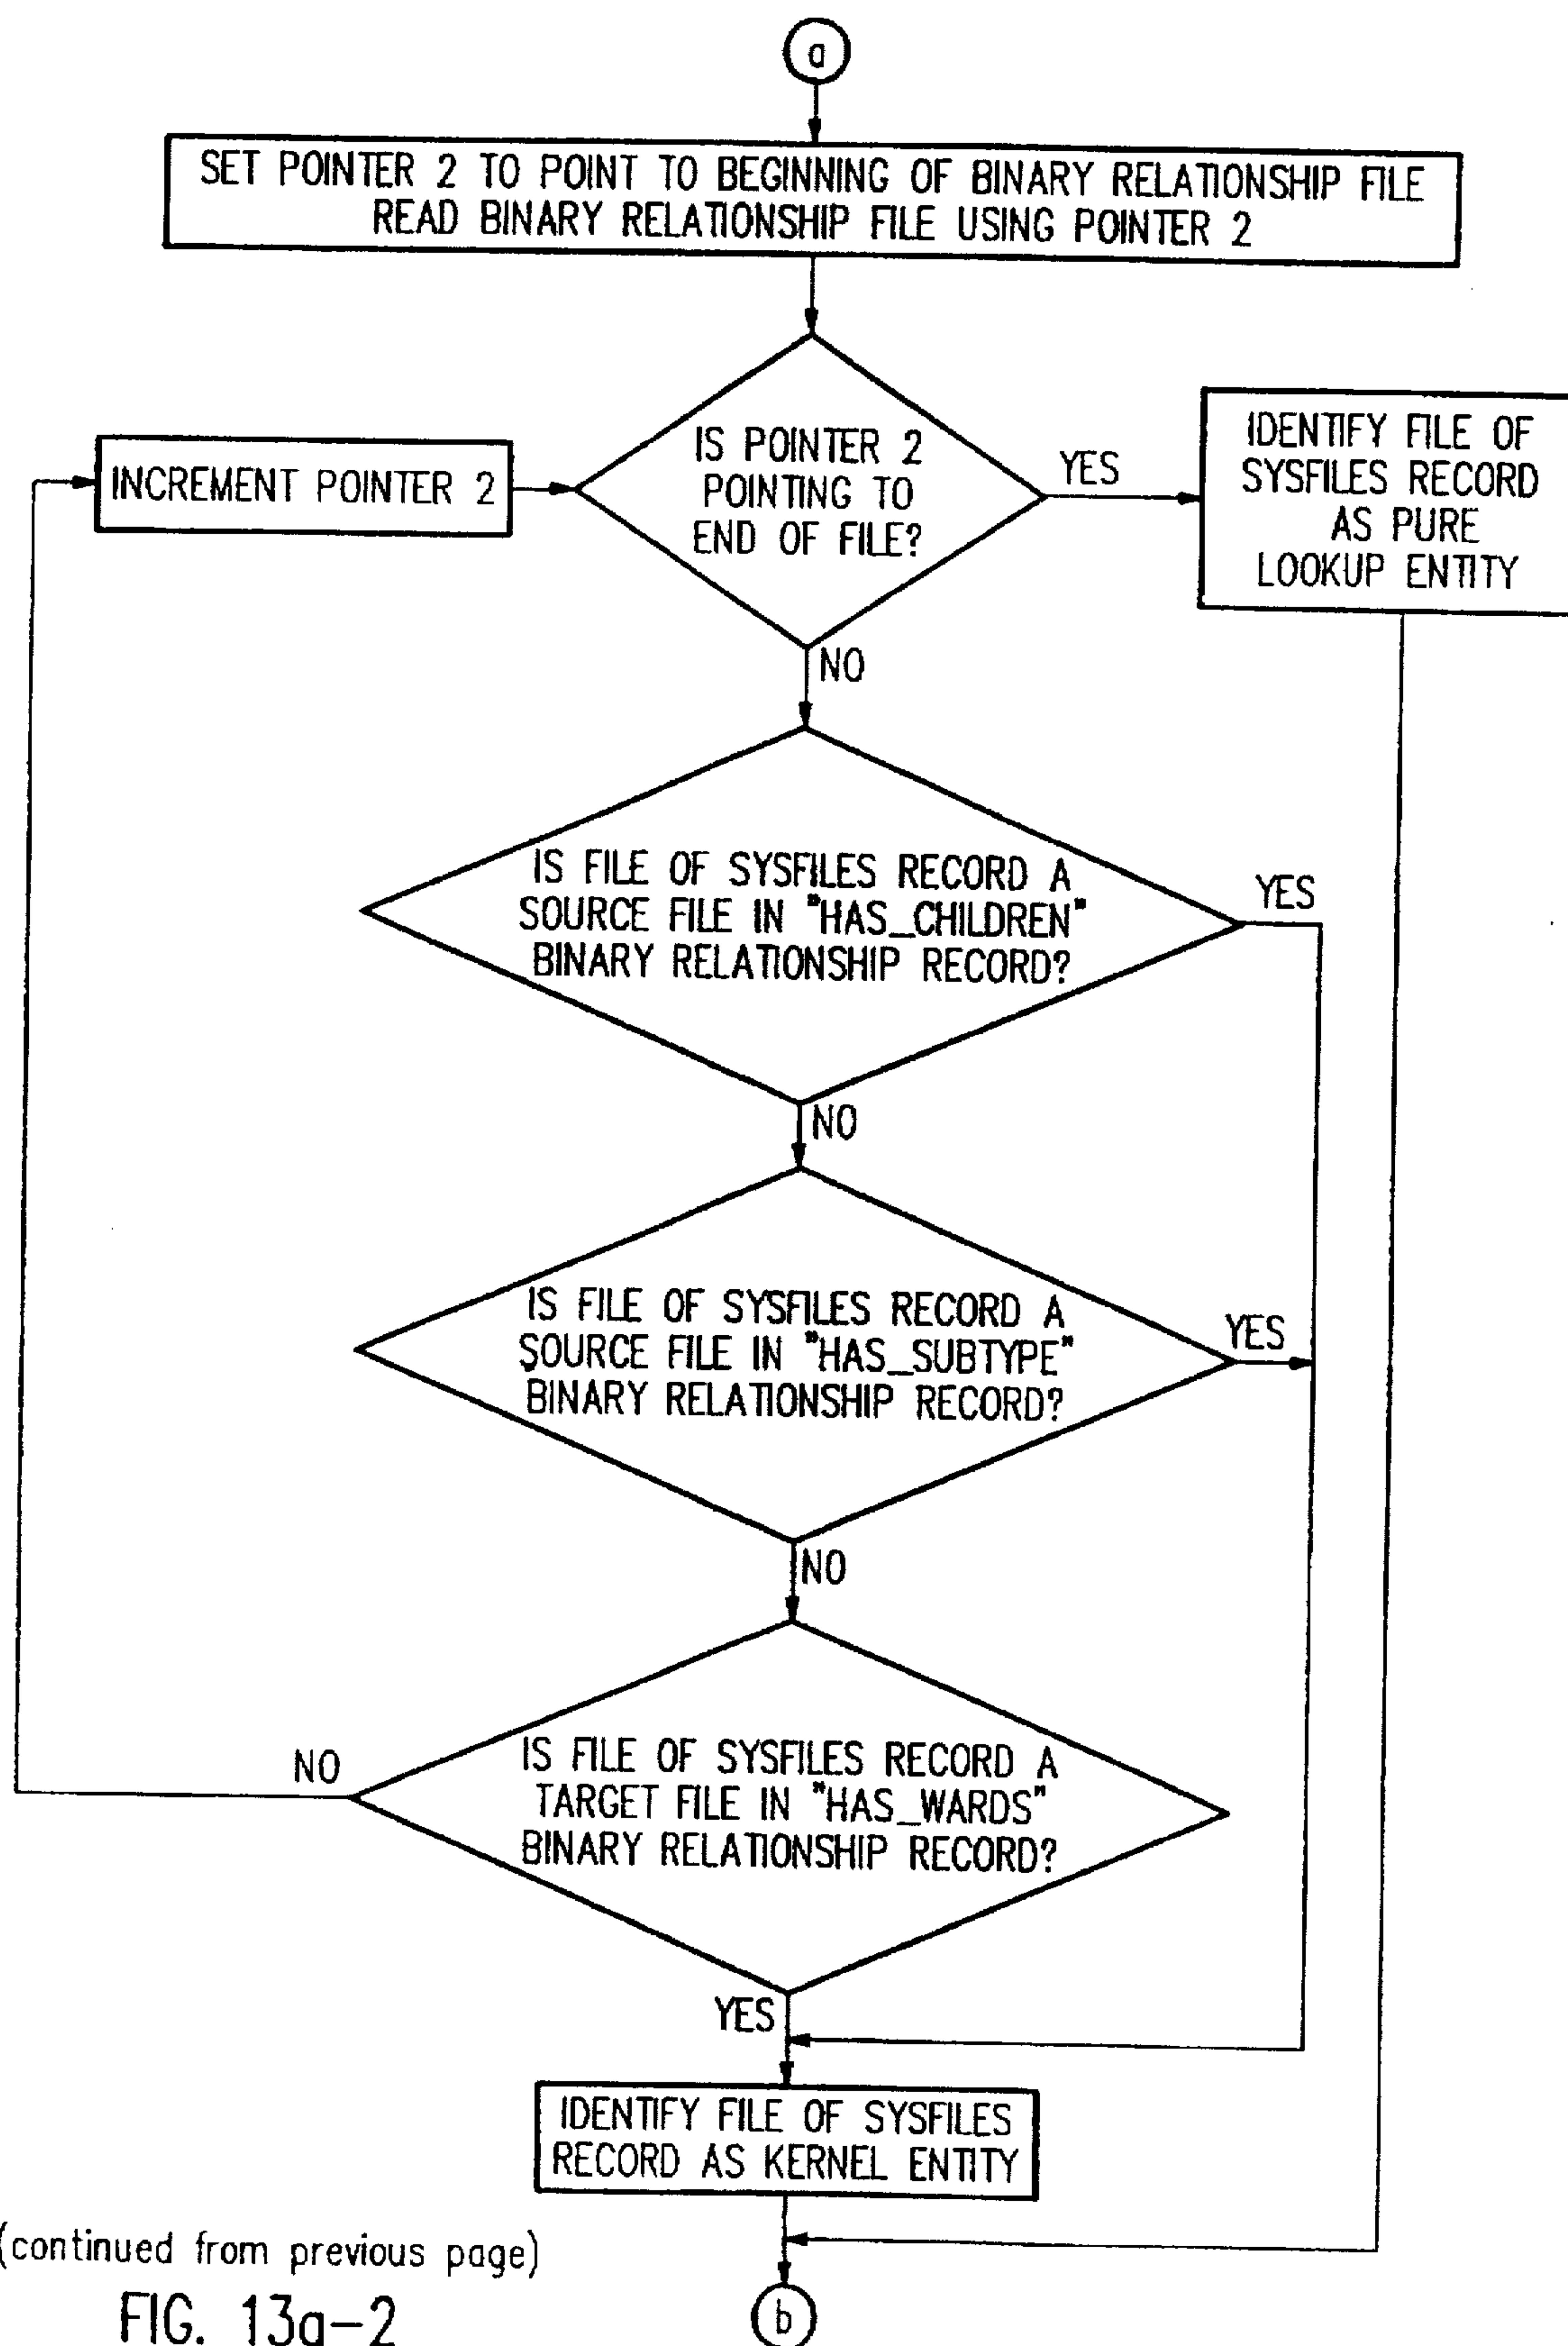 a
SET POINTER 2 TO POINT TO BEGINNING OF BINARY RELATIONSHIP FILE
READ BINARY RELATIONSHIP FILE USING POINTER 2
INCREMENT POINTER 2
IS POINTER 2
POINTING TO
END OF FILE?
YES
IDENTIFY FILE OF
SYSFILES RECORD
AS PURE
LOOKUP ENTITY
NO
IS FILE OF SYSFILES RECORD A
SOURCE FILE IN "HAS_CHILDREN"
BINARY RELATIONSHIP RECORD?
YES
NO
IS FILE OF SYSFILES RECORD A
SOURCE FILE IN "HAS_SUBTYPE"
BINARY RELATIONSHIP RECORD?
YES
NO
IS FILE OF SYSFILES RECORD A
TARGET FILE IN "HAS_WARDS"
BINARY RELATIONSHIP RECORD?
NO
YES
IDENTIFY FILE OF SYSFILES
RECORD AS KERNEL ENTITY
(continued from previous page)
FIG. 13a-2
b